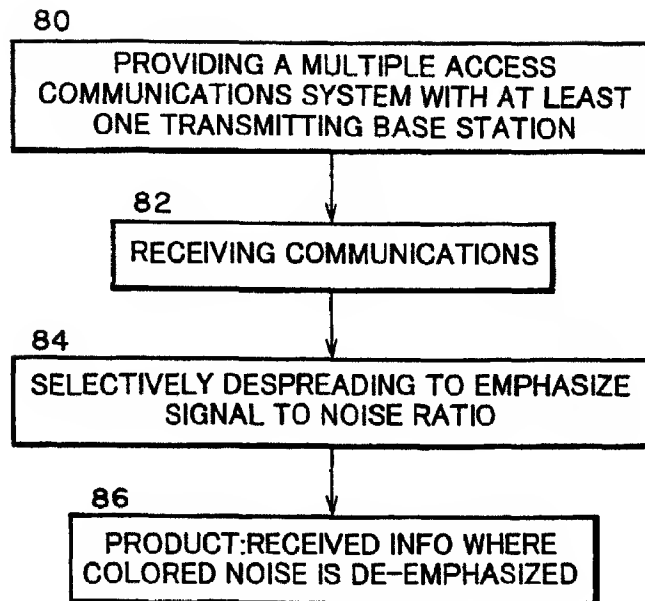 80
PROVIDING A MULTIPLE ACCESS
COMMUNICATIONS SYSTEM WITH AT LEAST
ONE TRANSMITTING BASE STATION
82
RECEIVING COMMUNICATIONS
84
SELECTIVELY DESPREADING TO EMPHASIZE
SIGNAL TO NOISE RATIO
86
PRODUCT:RECEIVED INFO WHERE
COLORED NOISE IS DE-EMPHASIZED